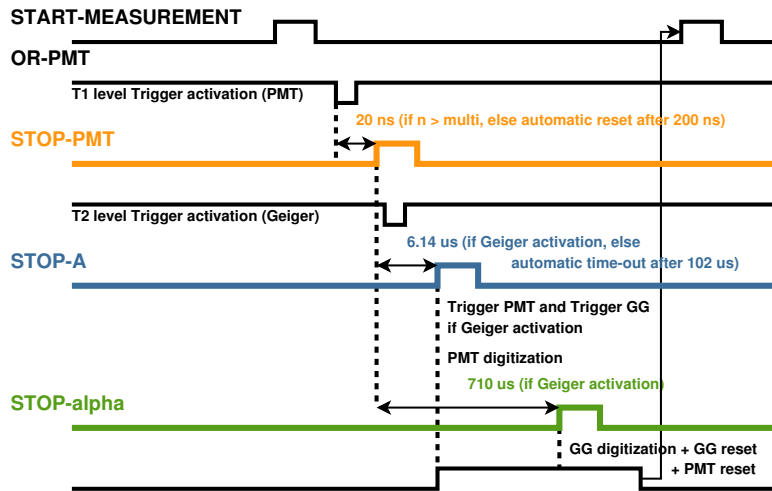 START-MEASUREMENT
OR-PMT
T1 level Trigger activation (PMT)
20 ns (if n > multi, else automatic reset after 200 ns)
STOP-PMT
T2 level Trigger activation (Geiger)
6.14 us (if Geiger activation, else
automatic time-out after 102 us)
STOP-A
Trigger PMT and Trigger GG
if Geiger activation
PMT digitization
710 us (if Geiger activation)
STOP-alpha
GG digitization + GG reset
+ PMT reset